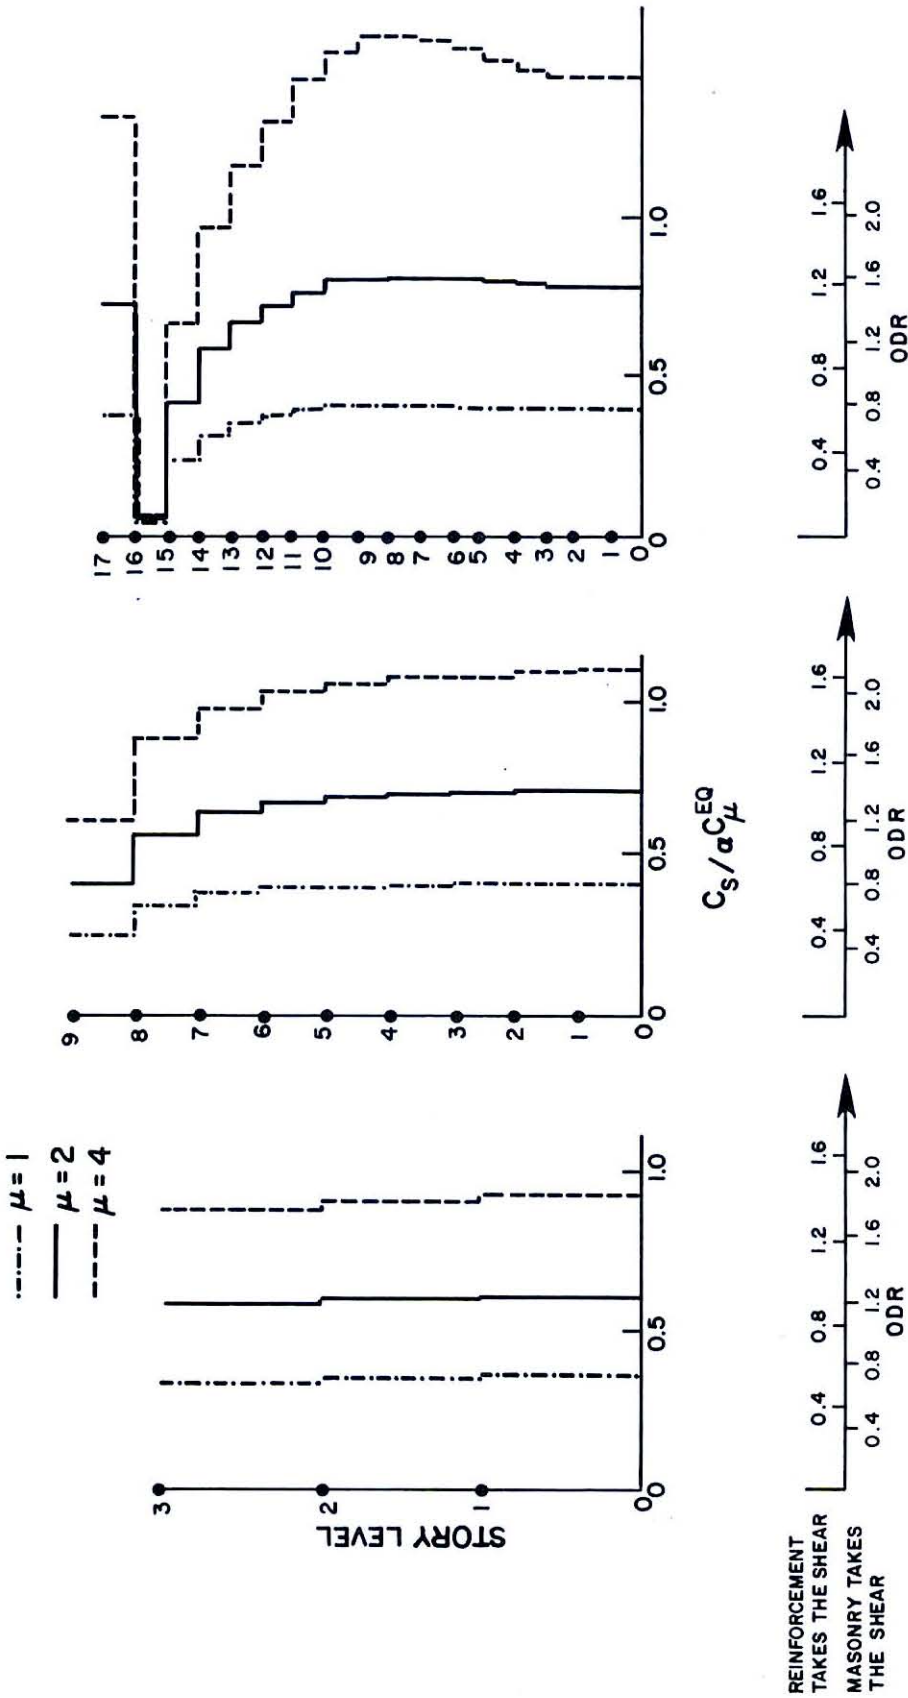 μ = 1
μ = 2
μ = 4
STORY LEVEL
3
2
1
0
0 0.5 1.0
9
8
7
6
5
4
3
2
1
0
0 0.5 1.0
17
16
15
14
13
12
11
10
9
8
7
6
5
4
3
2
1
0
0 0.5 1.0
C_S / αC_μ^EQ
REINFORCEMENT
TAKES THE SHEAR
0.4 0.8 1.2 1.6
0.4 0.8 1.2 1.6
0.4 0.8 1.2 1.6
MASONRY TAKES
THE SHEAR
0.4 0.8 1.2 1.6 2.0
0.4 0.8 1.2 1.6 2.0
0.4 0.8 1.2 1.6 2.0
ODR
ODR
ODR